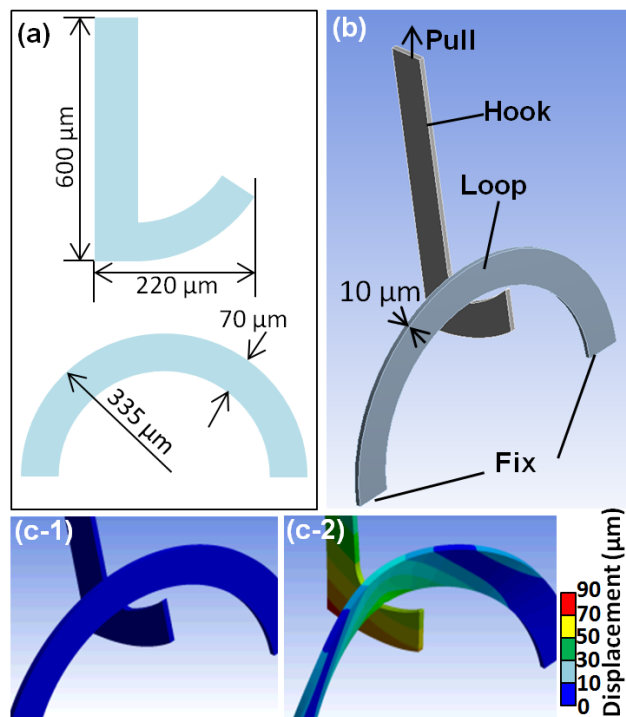 (a)
600 µm
220 µm
70 µm
335 µm
(b)
Pull
Hook
Loop
10 µm
Fix
(c-1)
(c-2)
Displacement (µm)
90
70
50
30
10
0